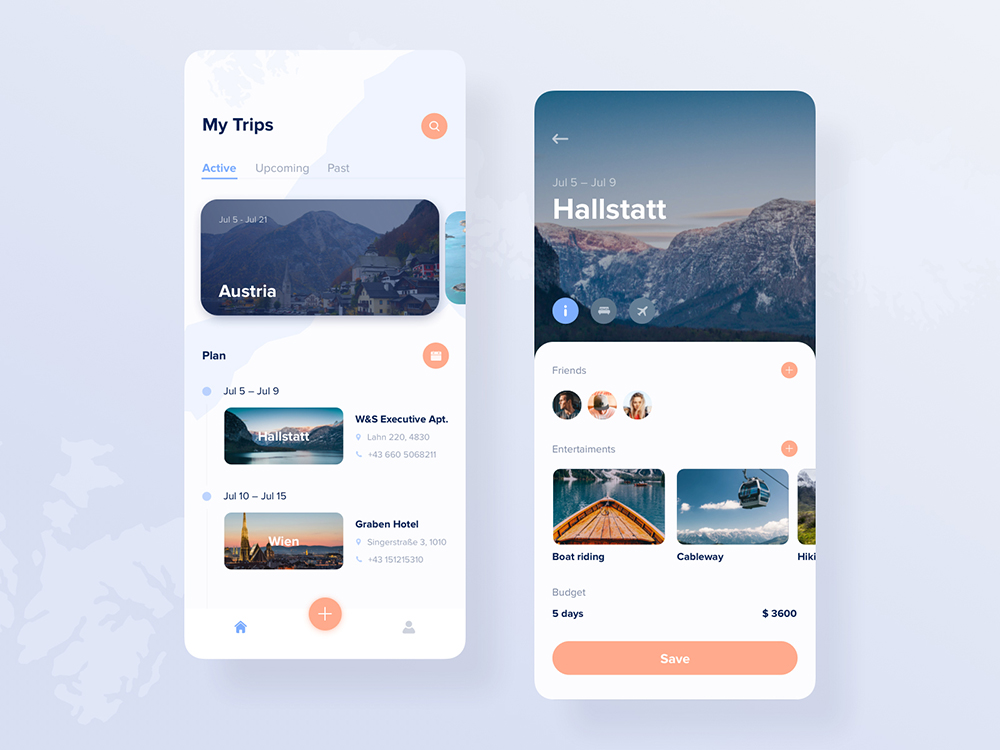 My Trips
Active Upcoming Past
Jul 5 - Jul 21
Austria
Plan
Jul 5 – Jul 9
Hallstatt
W&S Executive Apt.
Lahn 220, 4830
+43 660 5068211
Jul 10 – Jul 15
Wien
Graben Hotel
Singerstraße 3, 1010
+43 151215310
Jul 5 – Jul 9
Hallstatt
Friends
Entertaiments
Boat riding
Cableway
Hiki
Budget
5 days
$ 3600
Save